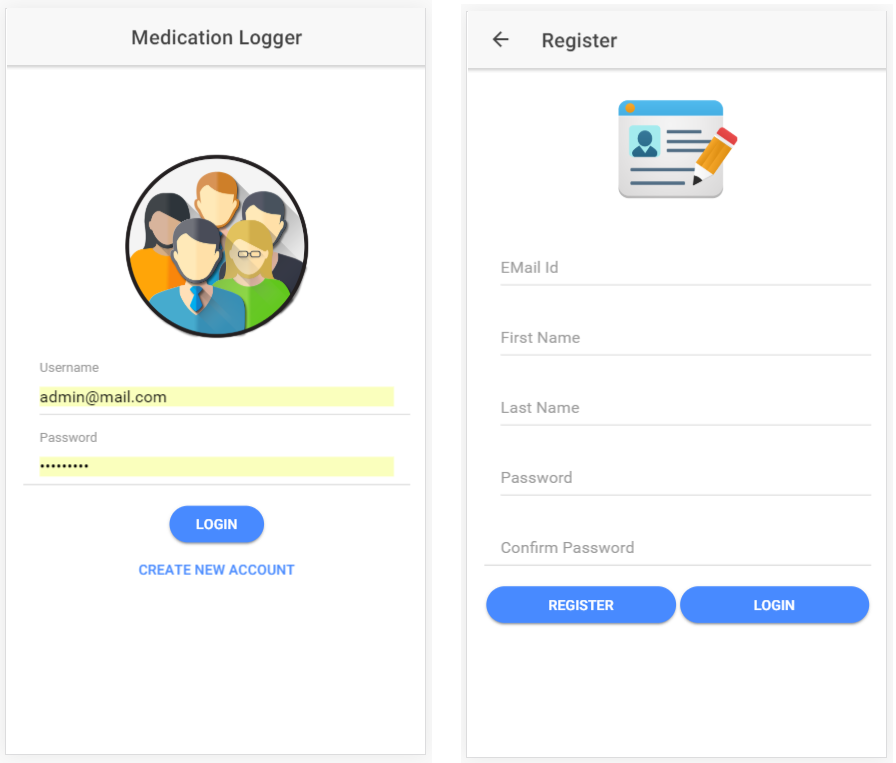 Medication Logger
Username
admin@mail.com
Password
•••••••••
LOGIN
CREATE NEW ACCOUNT
Register
EMail Id
First Name
Last Name
Password
Confirm Password
REGISTER LOGIN